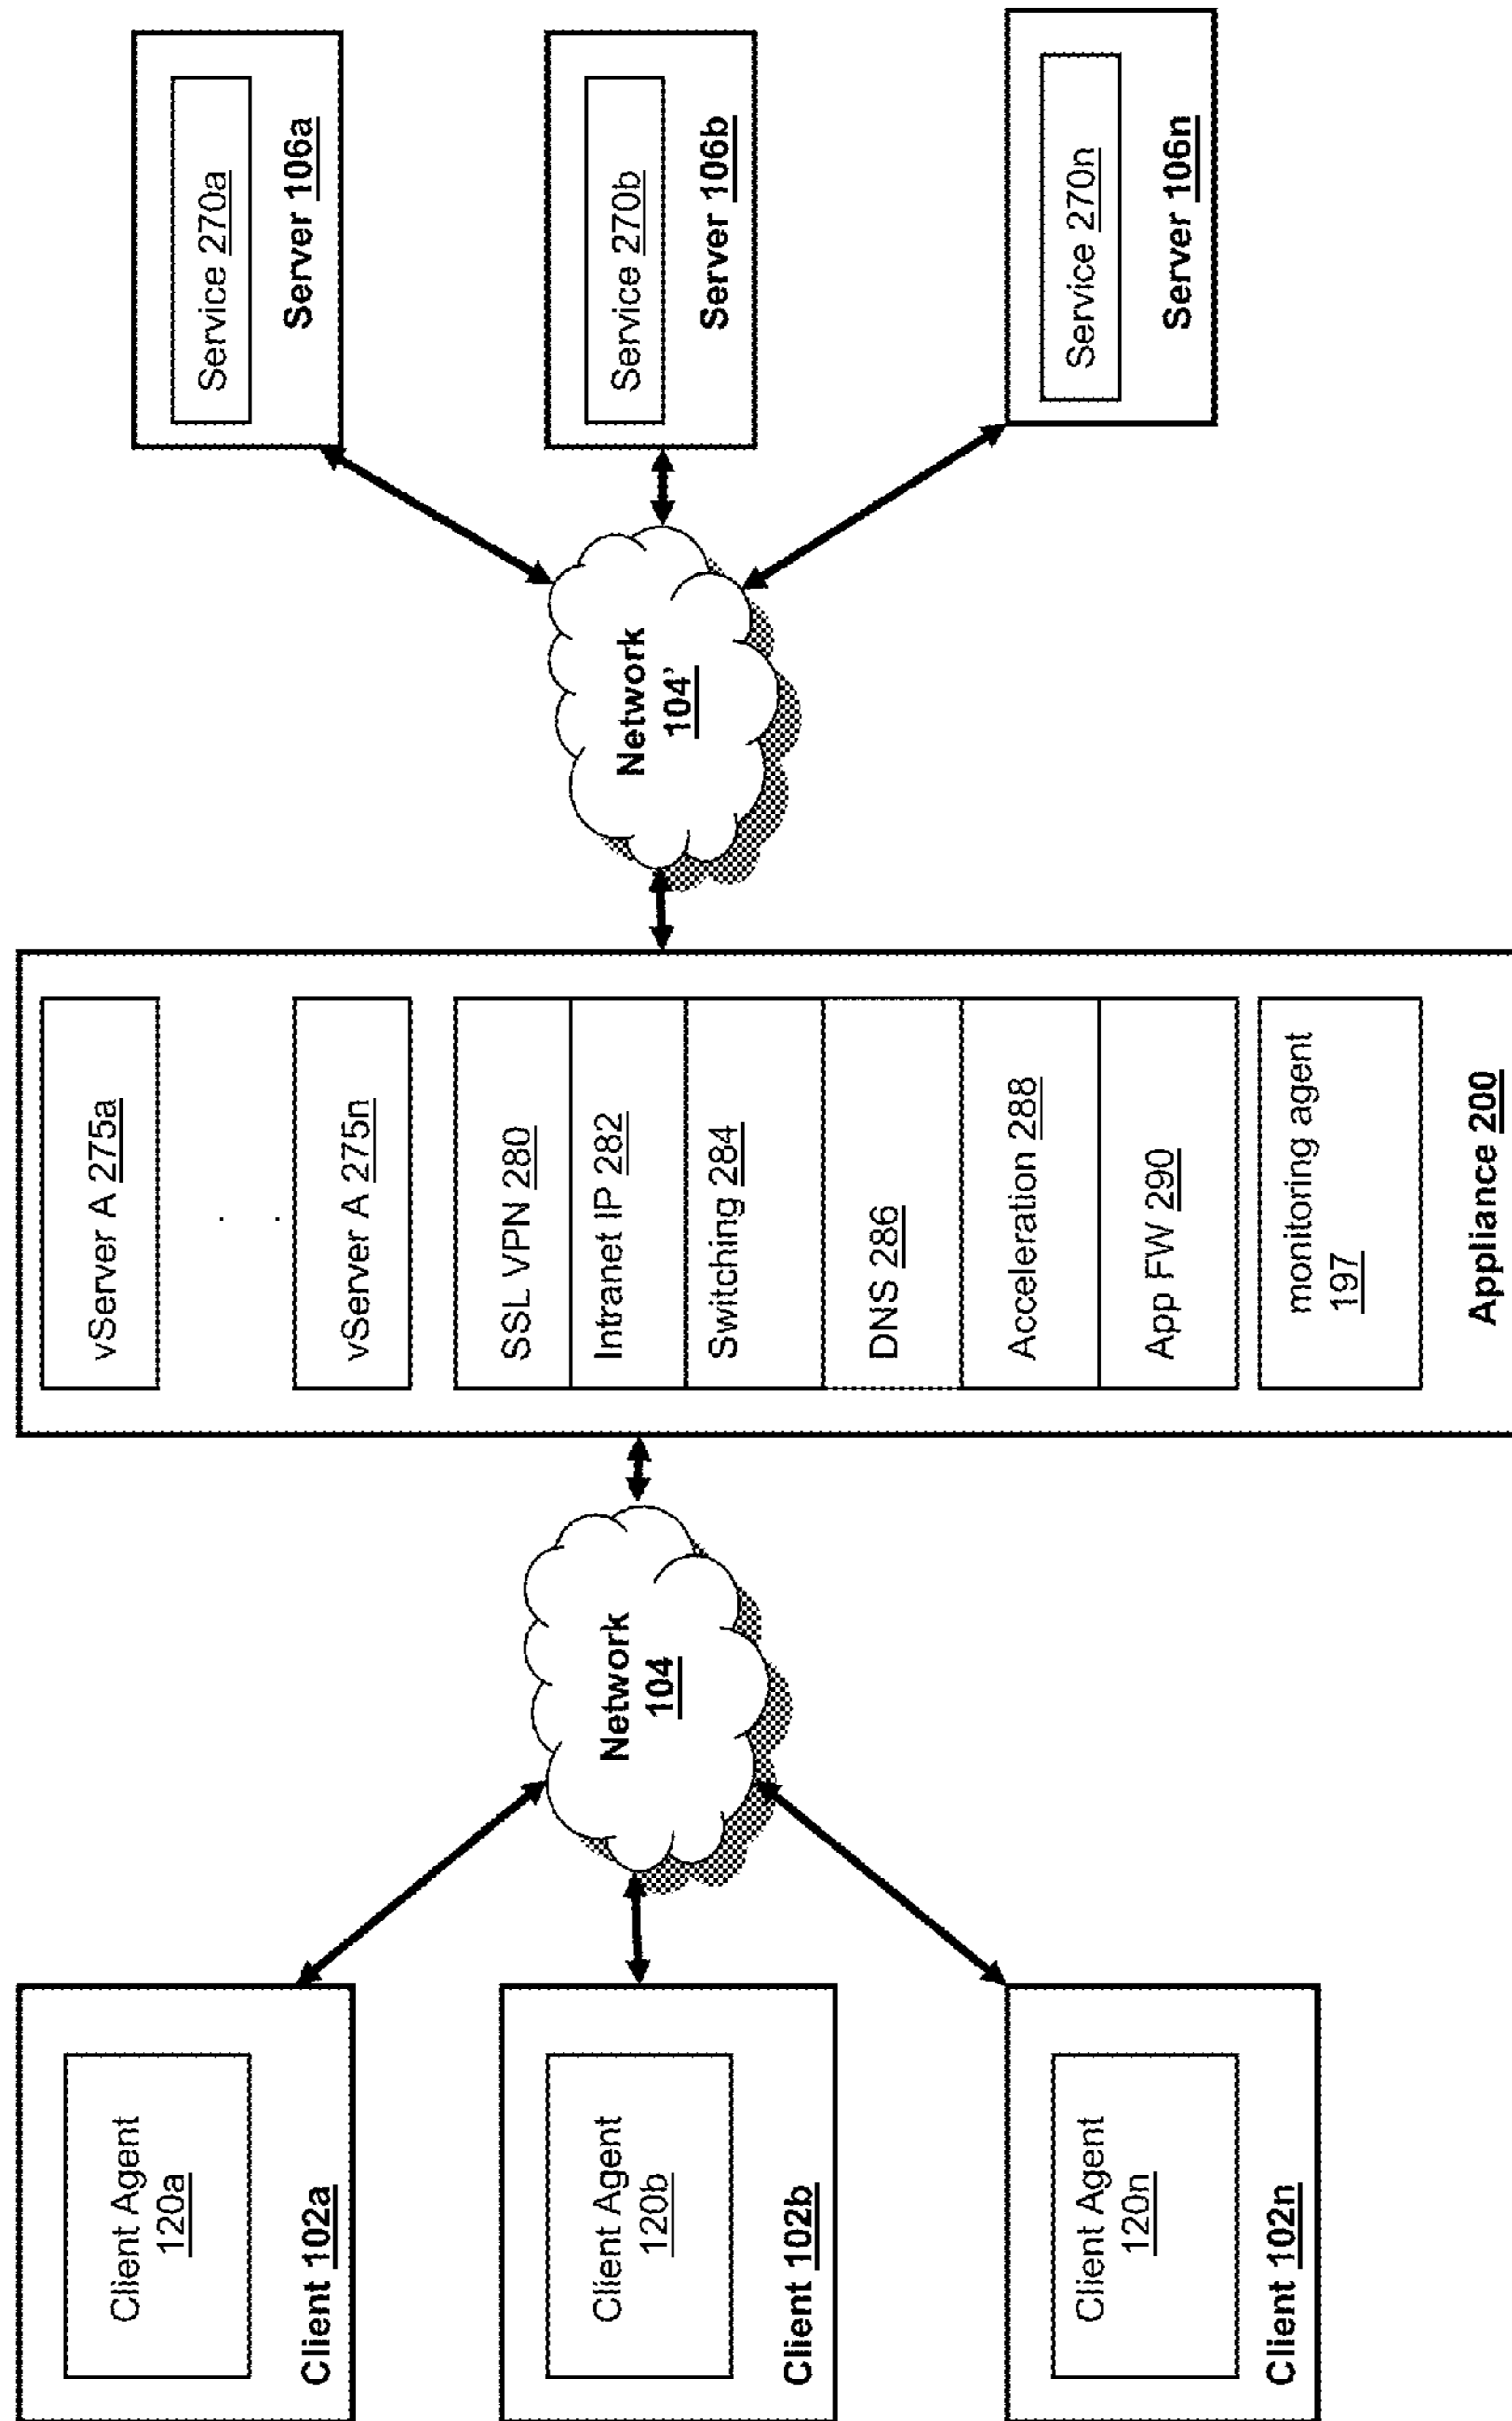 Client Agent
120a
Client 102a
Client Agent
120b
Client 102b
Client Agent
120n
Client 102n
Network
104
vServer A 275a
vServer A 275n
SSL VPN 280
Intranet IP 282
Switching 284
DNS 286
Acceleration 288
App FW 290
monitoring agent
197
Appliance 200
Network
104'
Service 270a
Server 106a
Service 270b
Server 106b
Service 270n
Server 106n